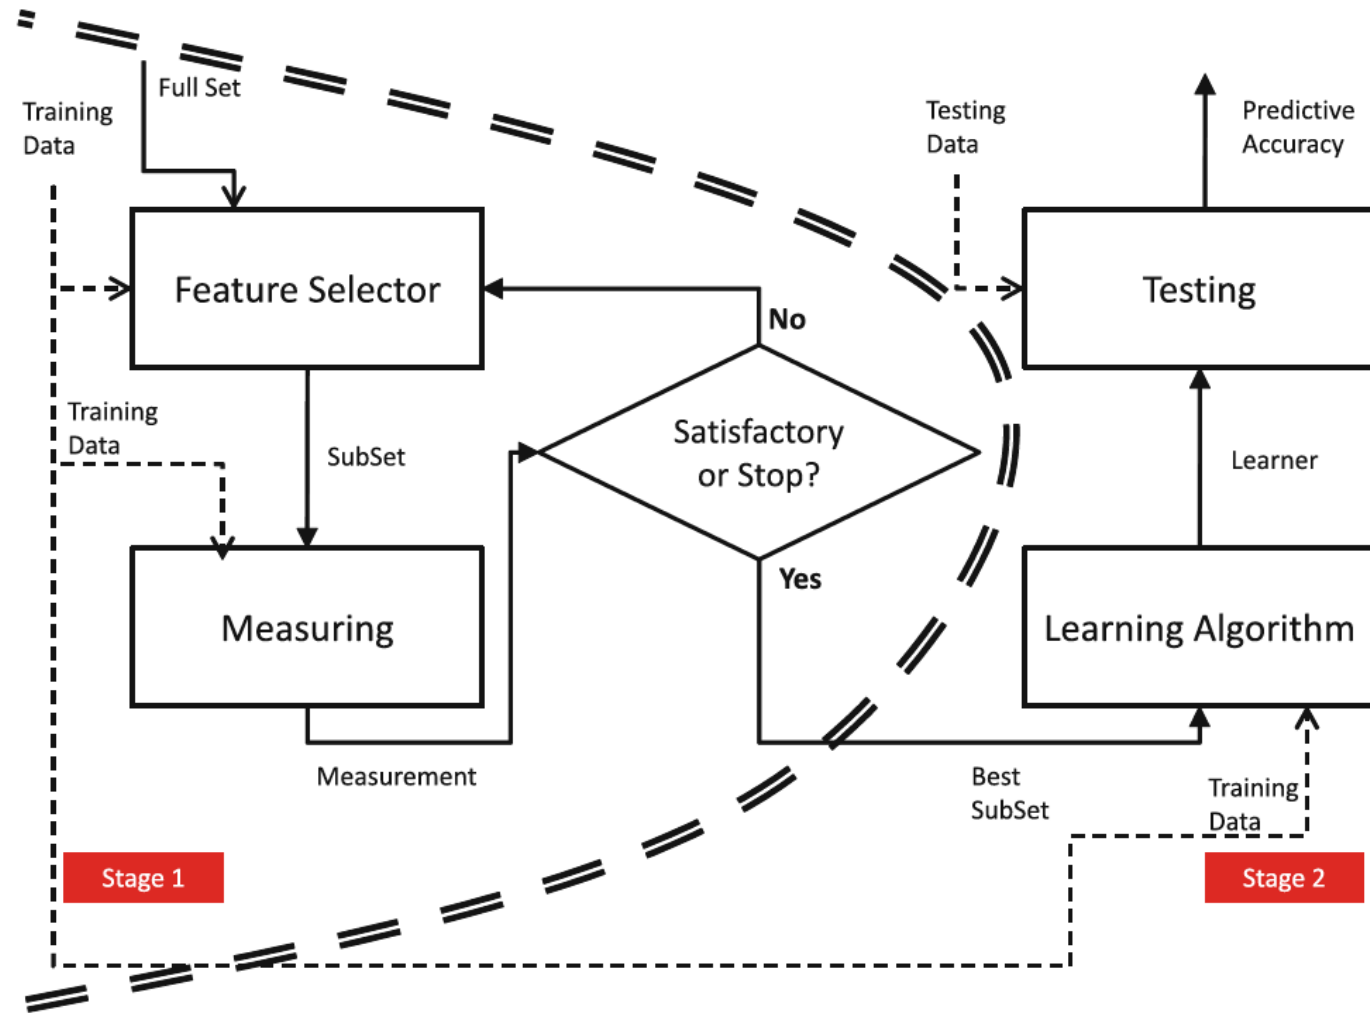 Full Set
Training
Data
Testing
Data
Predictive
Accuracy
Feature Selector
No
Testing
Training
Data
SubSet
Satisfactory
or Stop?
Learner
Yes
Measuring
Learning Algorithm
Measurement
Best
SubSet
Training
Data
Stage 1
Stage 2